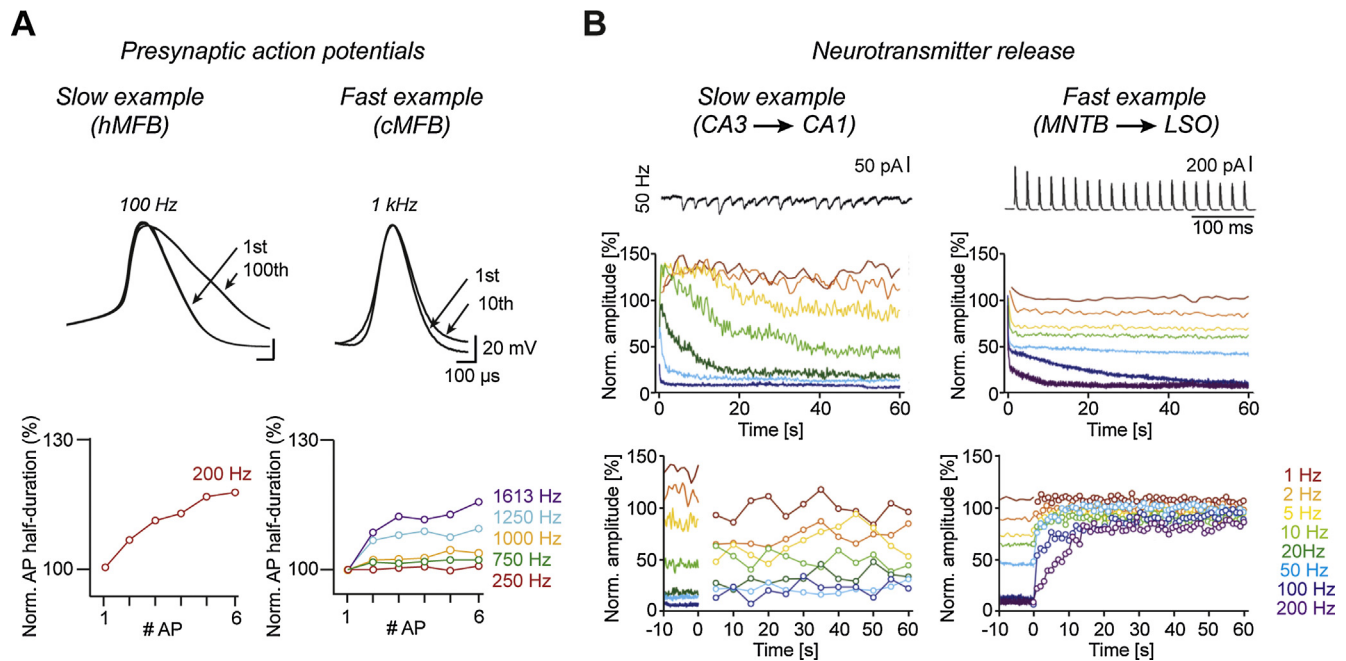 A
Presynaptic action potentials
Slow example
(hMFB)
Fast example
(cMFB)
100 Hz
1st
100th
1 kHz
1st
10th
20 mV
100 µs
Norm. AP half-duration (%)
130
100
200 Hz
1
6
# AP
Norm. AP half-duration (%)
130
100
1613 Hz
1250 Hz
1000 Hz
750 Hz
250 Hz
1
6
# AP
B
Neurotransmitter release
Slow example
(CA3 → CA1)
Fast example
(MNTB → LSO)
50 Hz
50 pA
200 pA
100 ms
Norm. amplitude [%]
150
100
50
0
0
20
40
60
Time [s]
Norm. amplitude [%]
150
100
50
0
0
20
40
60
Time [s]
Norm. amplitude [%]
150
100
50
0
-10
0
10
20
30
40
50
60
Time [s]
Norm. amplitude [%]
150
100
50
0
-10
0
10
20
30
40
50
60
Time [s]
1 Hz
2 Hz
5 Hz
10 Hz
20Hz
50 Hz
100 Hz
200 Hz